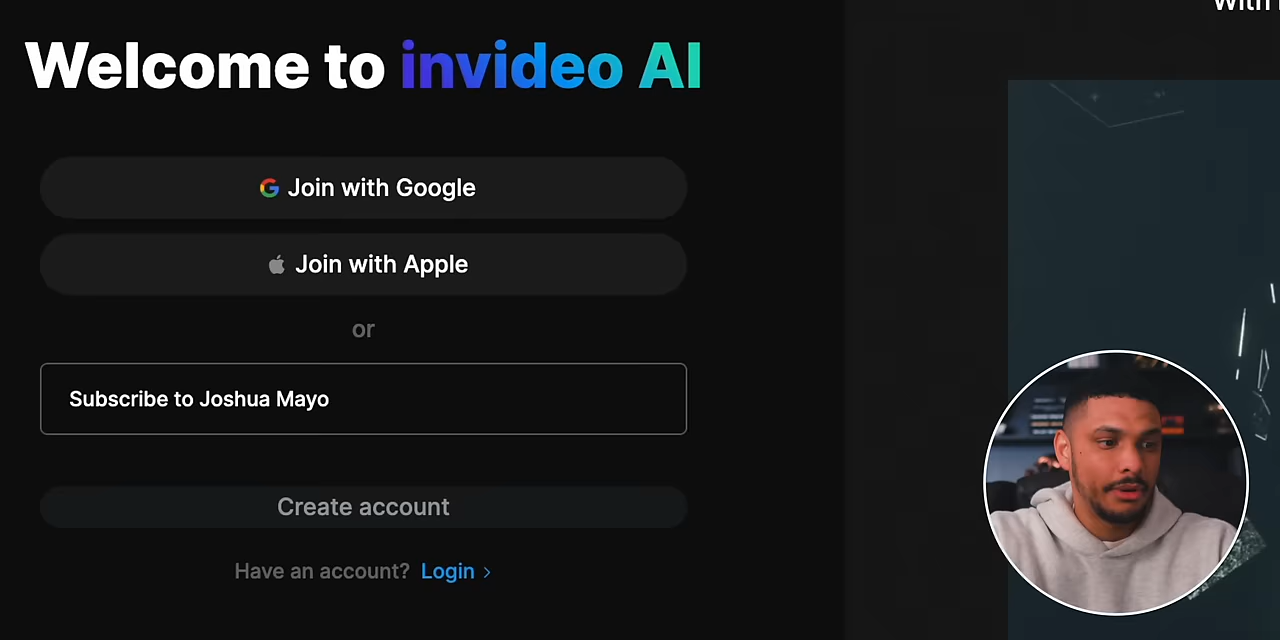 With
Welcome to invideo AI
Join with Google
Join with Apple
or
Subscribe to Joshua Mayo
Create account
Have an account? Login >